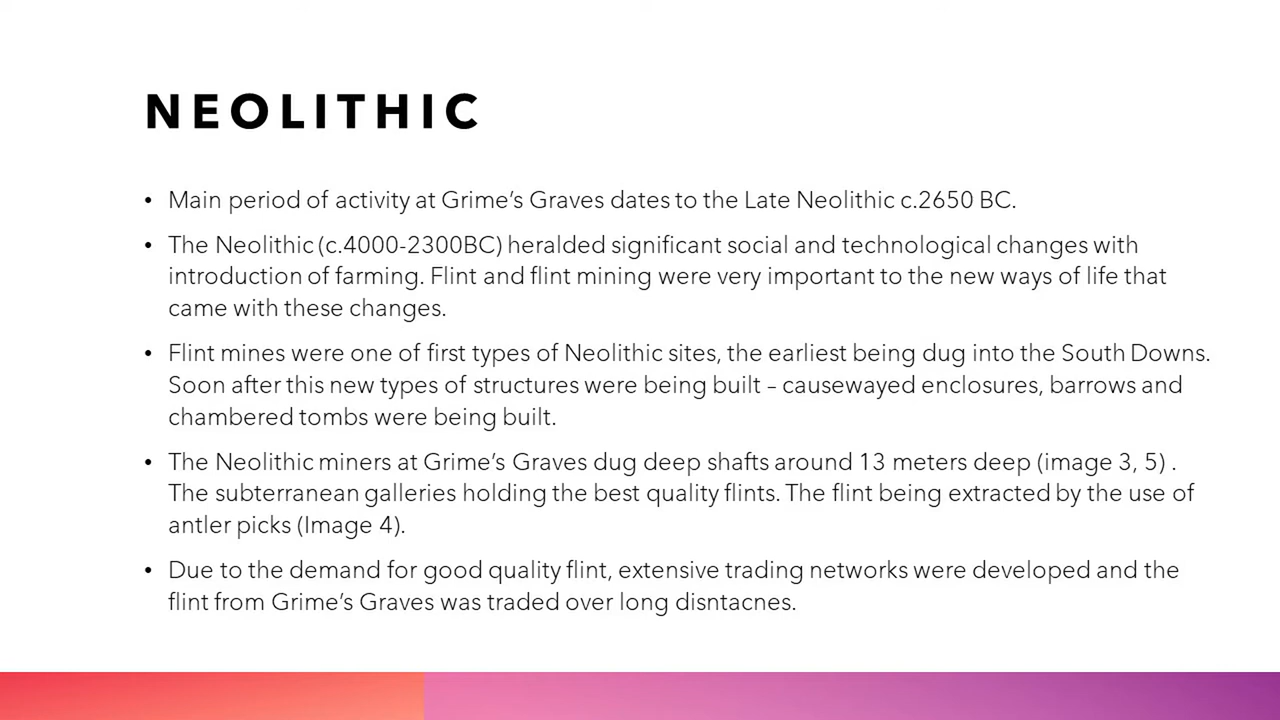 NEOLITHIC
• Main period of activity at Grime’s Graves dates to the Late Neolithic c.2650 BC.
• The Neolithic (c.4000-2300BC) heralded significant social and technological changes with
introduction of farming. Flint and flint mining were very important to the new ways of life that
came with these changes.
• Flint mines were one of first types of Neolithic sites, the earliest being dug into the South Downs.
Soon after this new types of structures were being built – causewayed enclosures, barrows and
chambered tombs were being built.
• The Neolithic miners at Grime’s Graves dug deep shafts around 13 meters deep (image 3, 5) .
The subterranean galleries holding the best quality flints. The flint being extracted by the use of
antler picks (Image 4).
• Due to the demand for good quality flint, extensive trading networks were developed and the
flint from Grime’s Graves was traded over long disntacnes.